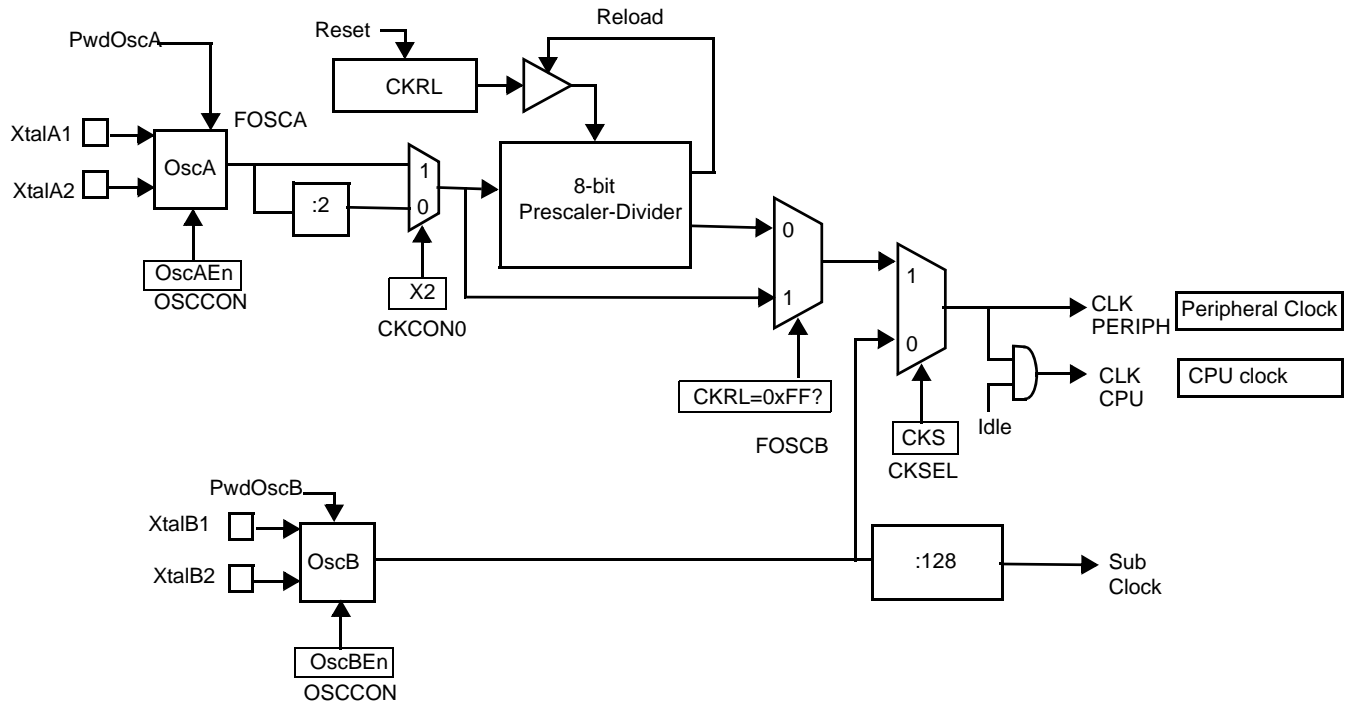 Reload
Reset
PwdOscA
CKRL
FOSCA
XtalA1
OscA
XtalA2
1
0
:2
8-bit
Prescaler-Divider
0
1
1
0
OscAEn
OSCCON
X2
CKCON0
CLK
PERIPH
Peripheral Clock
CLK
CPU
CPU clock
CKRL=0xFF?
Idle
FOSCB
CKS
CKSEL
PwdOscB
XtalB1
OscB
XtalB2
:128
Sub
Clock
OscBEn
OSCCON